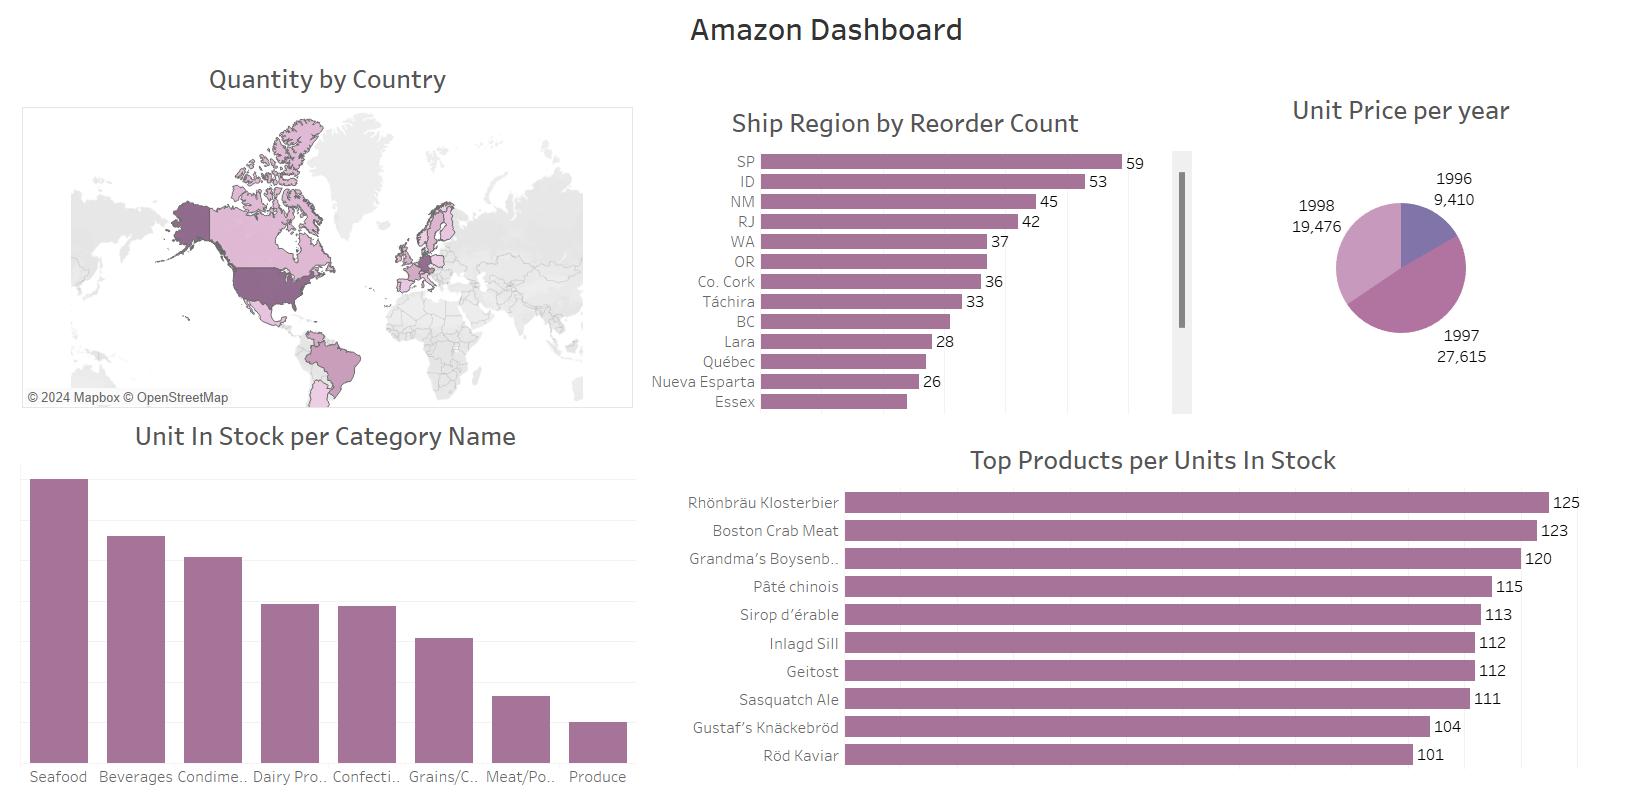 Amazon Dashboard
Quantity by Country
© 2024 Mapbox © OpenStreetMap
Ship Region by Reorder Count
SP 59
ID 53
NM 45
RJ 42
WA 37
OR
Co. Cork 36
Táchira 33
BC
Lara 28
Québec
Nueva Esparta 26
Essex
Unit Price per year
1996
9,410
1998
19,476
1997
27,615
Unit In Stock per Category Name
Seafood Beverages Condime.. Dairy Pro.. Confecti.. Grains/C.. Meat/Po.. Produce
Top Products per Units In Stock
Rhönbräu Klosterbier 125
Boston Crab Meat 123
Grandma's Boysenb.. 120
Pâté chinois 115
Sirop d'érable 113
Inlagd Sill 112
Geitost 112
Sasquatch Ale 111
Gustaf's Knäckebröd 104
Röd Kaviar 101